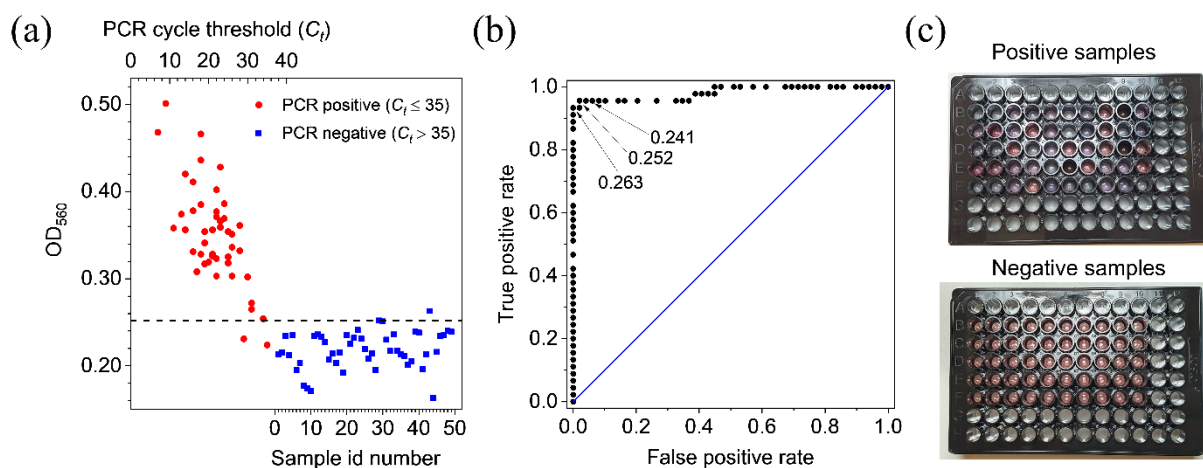 (a)
PCR cycle threshold (Ct)
0 10 20 30 40
0.50
0.40
0.30
0.20
OD560
PCR positive (Ct ≤ 35)
PCR negative (Ct > 35)
0 10 20 30 40 50
Sample id number
(b)
1.0
0.8
0.6
0.4
0.2
0.0
True positive rate
0.241
0.252
0.263
0.0 0.2 0.4 0.6 0.8 1.0
False positive rate
(c)
Positive samples
Negative samples